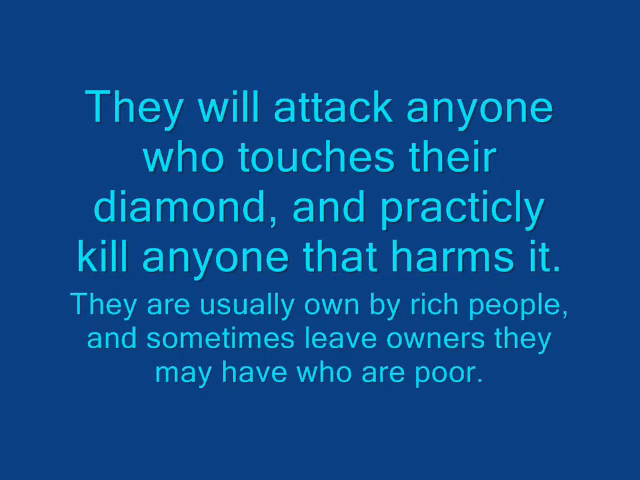 They will attack anyone
who touches their
diamond, and practicly
kill anyone that harms it.
They are usually own by rich people,
and sometimes leave owners they
may have who are poor.